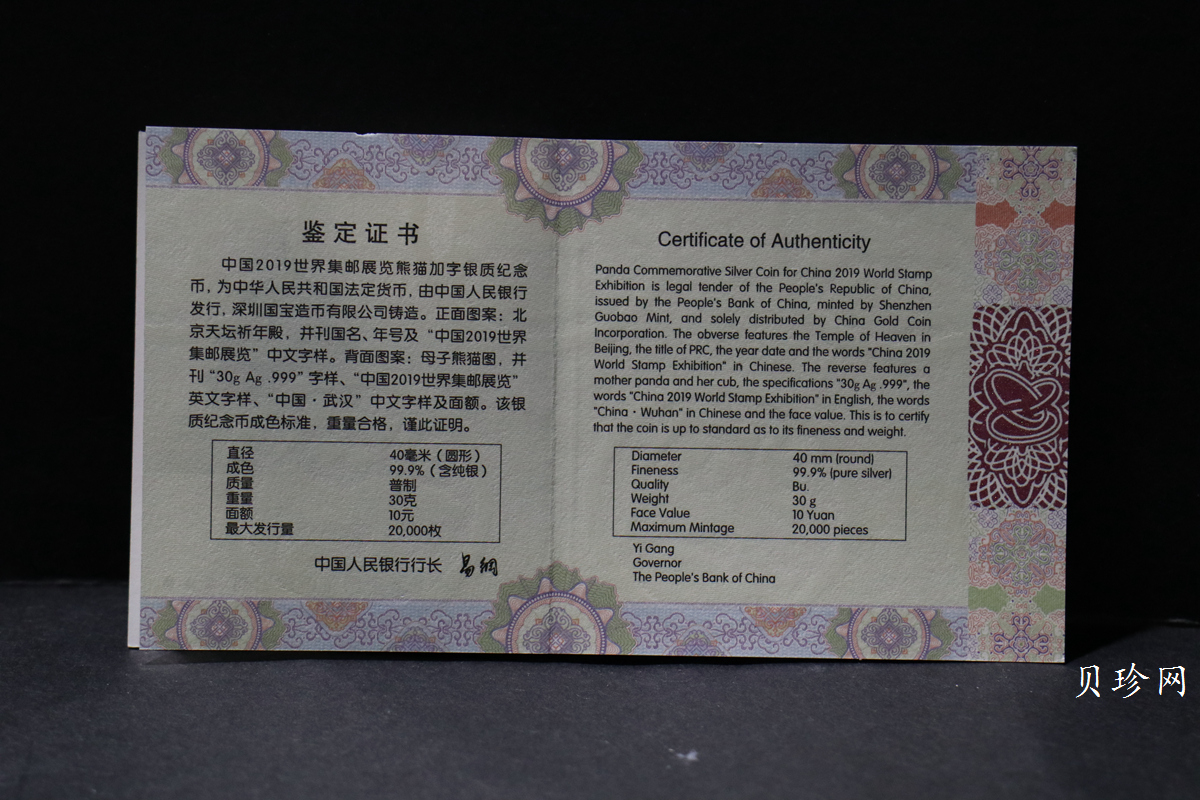 鉴定证书
中国2019世界集邮展览熊猫加字银质纪念
币，为中华人民共和国法定货币，由中国人民银行
发行，深圳国宝造币有限公司铸造。正面图案：北
京天坛祈年殿，并刊国名、年号及“中国2019世界
集邮展览”中文字样。背面图案：母子熊猫图，并
刊“30g Ag .999”字样、“中国2019世界集邮展览”
英文字样、“中国·武汉”中文字样及面额。该银
质纪念币成色标准，重量合格，谨此证明。
直径 40毫米（圆形）
成色 99.9%（含纯银）
质量 普制
重量 30克
面额 10元
最大发行量 20,000枚
中国人民银行行长 易纲
Certificate of Authenticity
Panda Commemorative Silver Coin for China 2019 World Stamp
Exhibition is legal tender of the People's Republic of China,
issued by the People's Bank of China, minted by Shenzhen
Guobao Mint, and solely distributed by China Gold Coin
Incorporation. The obverse features the Temple of Heaven in
Beijing, the title of PRC, the year date and the words "China 2019
World Stamp Exhibition" in Chinese. The reverse features a
mother panda and her cub, the specifications "30g Ag .999", the
words "China 2019 World Stamp Exhibition" in English, the words
"China·Wuhan" in Chinese and the face value. This is to certify
that the coin is up to standard as to its fineness and weight.
Diameter 40 mm (round)
Fineness 99.9% (pure silver)
Quality Bu.
Weight 30 g
Face Value 10 Yuan
Maximum Mintage 20,000 pieces
Yi Gang
Governor
The People's Bank of China
贝珍网